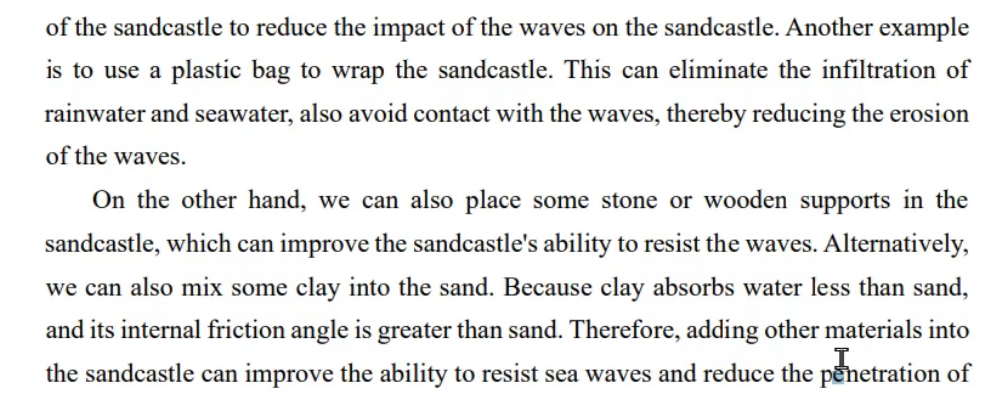 of the sandcastle to reduce the impact of the waves on the sandcastle. Another example
is to use a plastic bag to wrap the sandcastle. This can eliminate the infiltration of
rainwater and seawater, also avoid contact with the waves, thereby reducing the erosion
of the waves.
On the other hand, we can also place some stone or wooden supports in the
sandcastle, which can improve the sandcastle's ability to resist the waves. Alternatively,
we can also mix some clay into the sand. Because clay absorbs water less than sand,
and its internal friction angle is greater than sand. Therefore, adding other materials into
the sandcastle can improve the ability to resist sea waves and reduce the penetration of